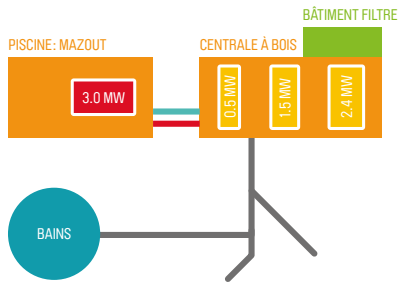 BÂTIMENT FILTRE
PISCINE: MAZOUT
CENTRALE À BOIS
3.0 MW
0.5 MW
1.5 MW
2.4 MW
BAINS